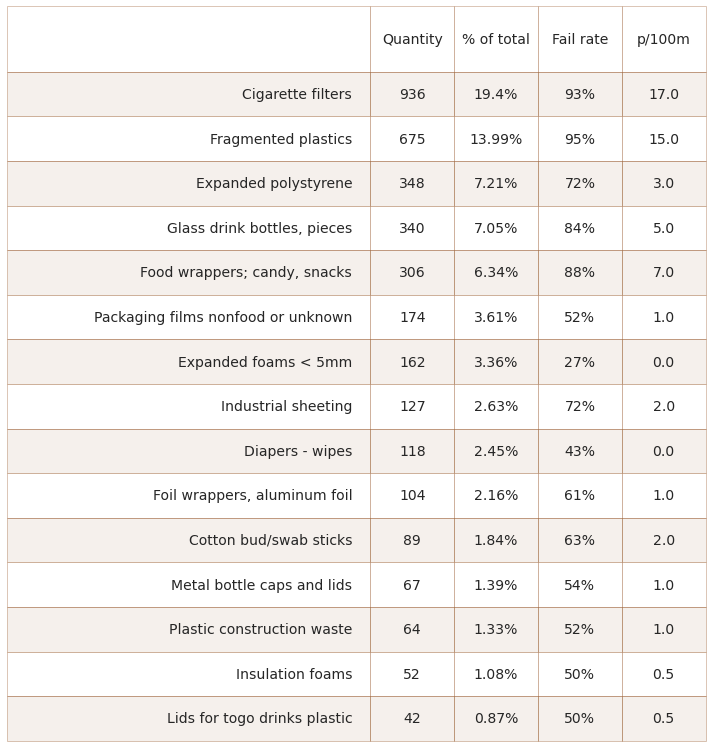 Quantity % of total Fail rate p/100m
Cigarette filters 936 19.4% 93% 17.0
Fragmented plastics 675 13.99% 95% 15.0
Expanded polystyrene 348 7.21% 72% 3.0
Glass drink bottles, pieces 340 7.05% 84% 5.0
Food wrappers; candy, snacks 306 6.34% 88% 7.0
Packaging films nonfood or unknown 174 3.61% 52% 1.0
Expanded foams < 5mm 162 3.36% 27% 0.0
Industrial sheeting 127 2.63% 72% 2.0
Diapers - wipes 118 2.45% 43% 0.0
Foil wrappers, aluminum foil 104 2.16% 61% 1.0
Cotton bud/swab sticks 89 1.84% 63% 2.0
Metal bottle caps and lids 67 1.39% 54% 1.0
Plastic construction waste 64 1.33% 52% 1.0
Insulation foams 52 1.08% 50% 0.5
Lids for togo drinks plastic 42 0.87% 50% 0.5